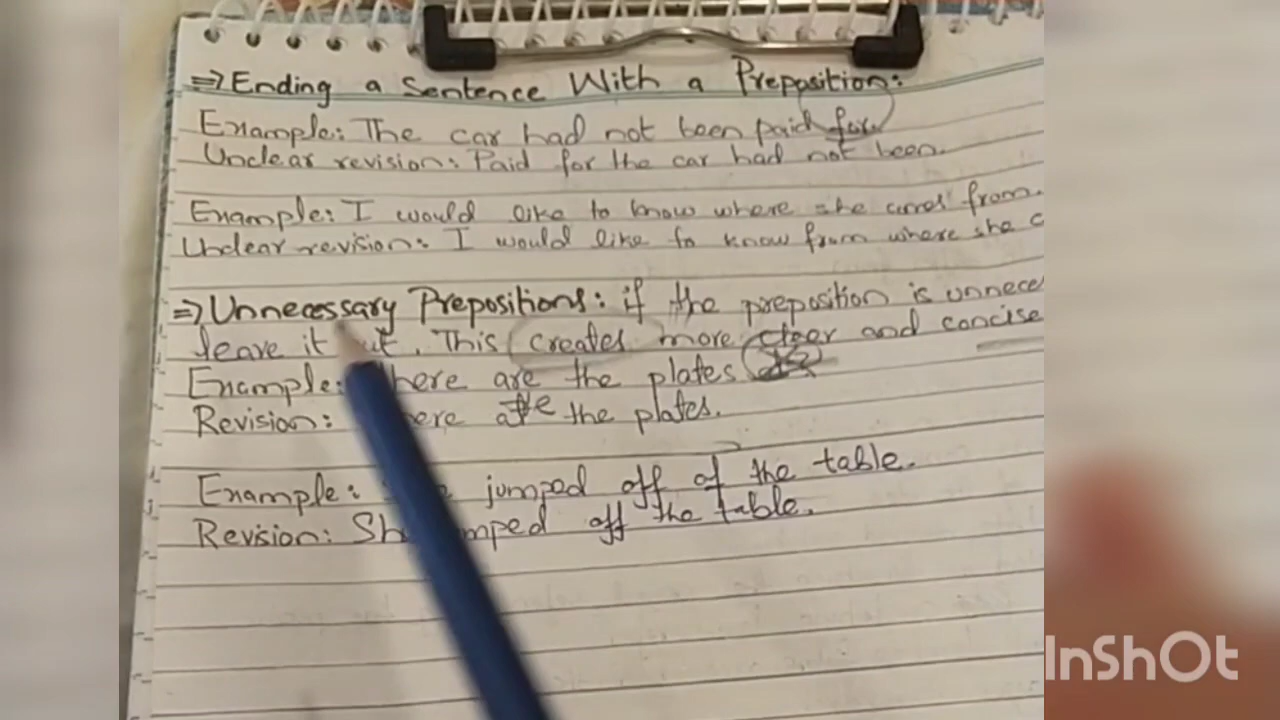 ⇒ Ending a Sentence With a Preposition:
Example: The car had not been paid for.
Unclear revision: Paid for the car had not been.
Example: I would like to know where she comes from.
Unclear revision: I would like to know from where she c
⇒ Unnecessary Prepositions: if the preposition is unnece
leave it This creates more clear and concise
Example: here are the plates
Revision: here are the plates.
Example: jumped off of the table.
Revision: Sh mped off the table.
InShOt